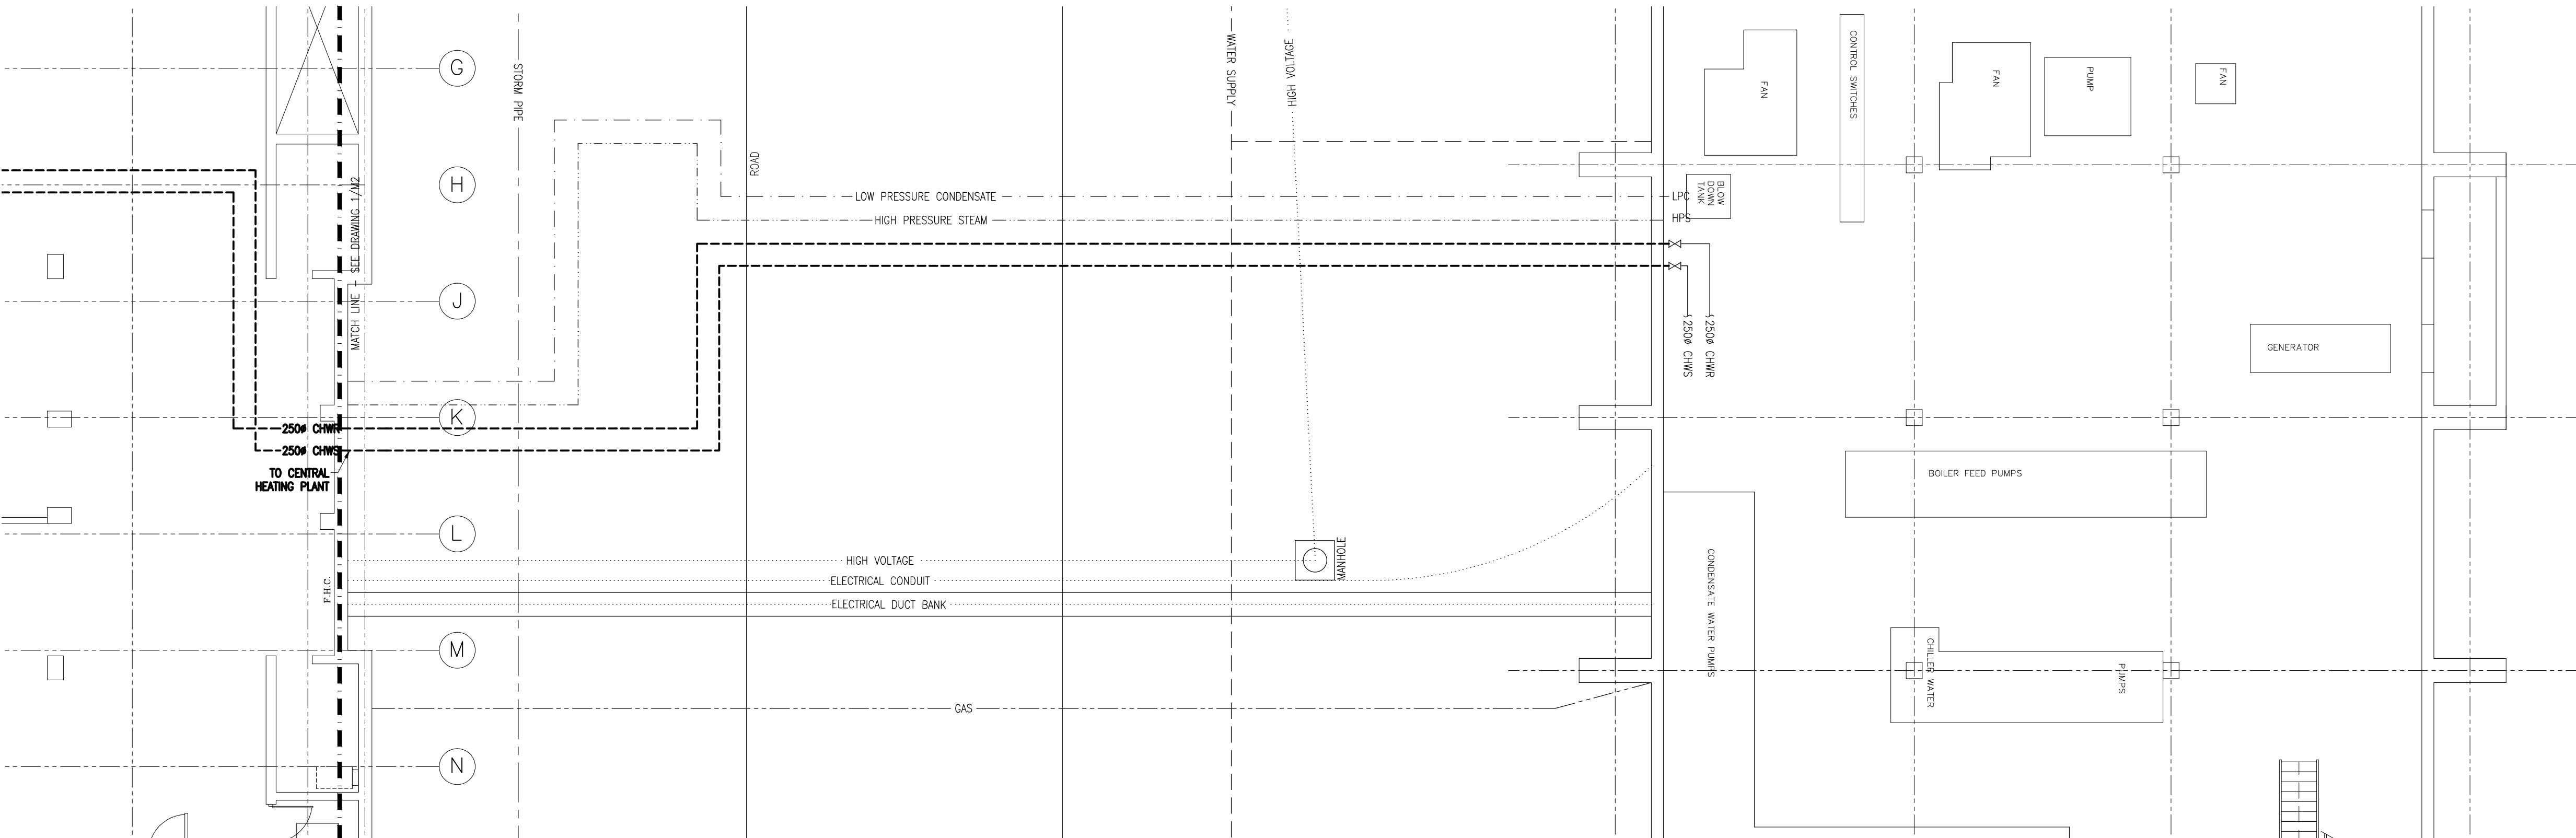 G
H
J
K
L
M
N
STORM PIPE
ROAD
WATER SUPPLY
HIGH VOLTAGE
MATCH LINE - SEE DRAWING 1/M2
LOW PRESSURE CONDENSATE
LPC
HIGH PRESSURE STEAM
HPS
BLOW
DOWN
TANK
FAN
CONTROL SWITCHES
FAN
PUMP
FAN
250ø CHWS
250ø CHWR
GENERATOR
250ø CHWR
250ø CHWS
TO CENTRAL
HEATING PLANT
BOILER FEED PUMPS
F.H.C.
HIGH VOLTAGE
MANHOLE
ELECTRICAL CONDUIT
ELECTRICAL DUCT BANK
CONDENSATE WATER PUMPS
CHILLER WATER
PUMPS
GAS